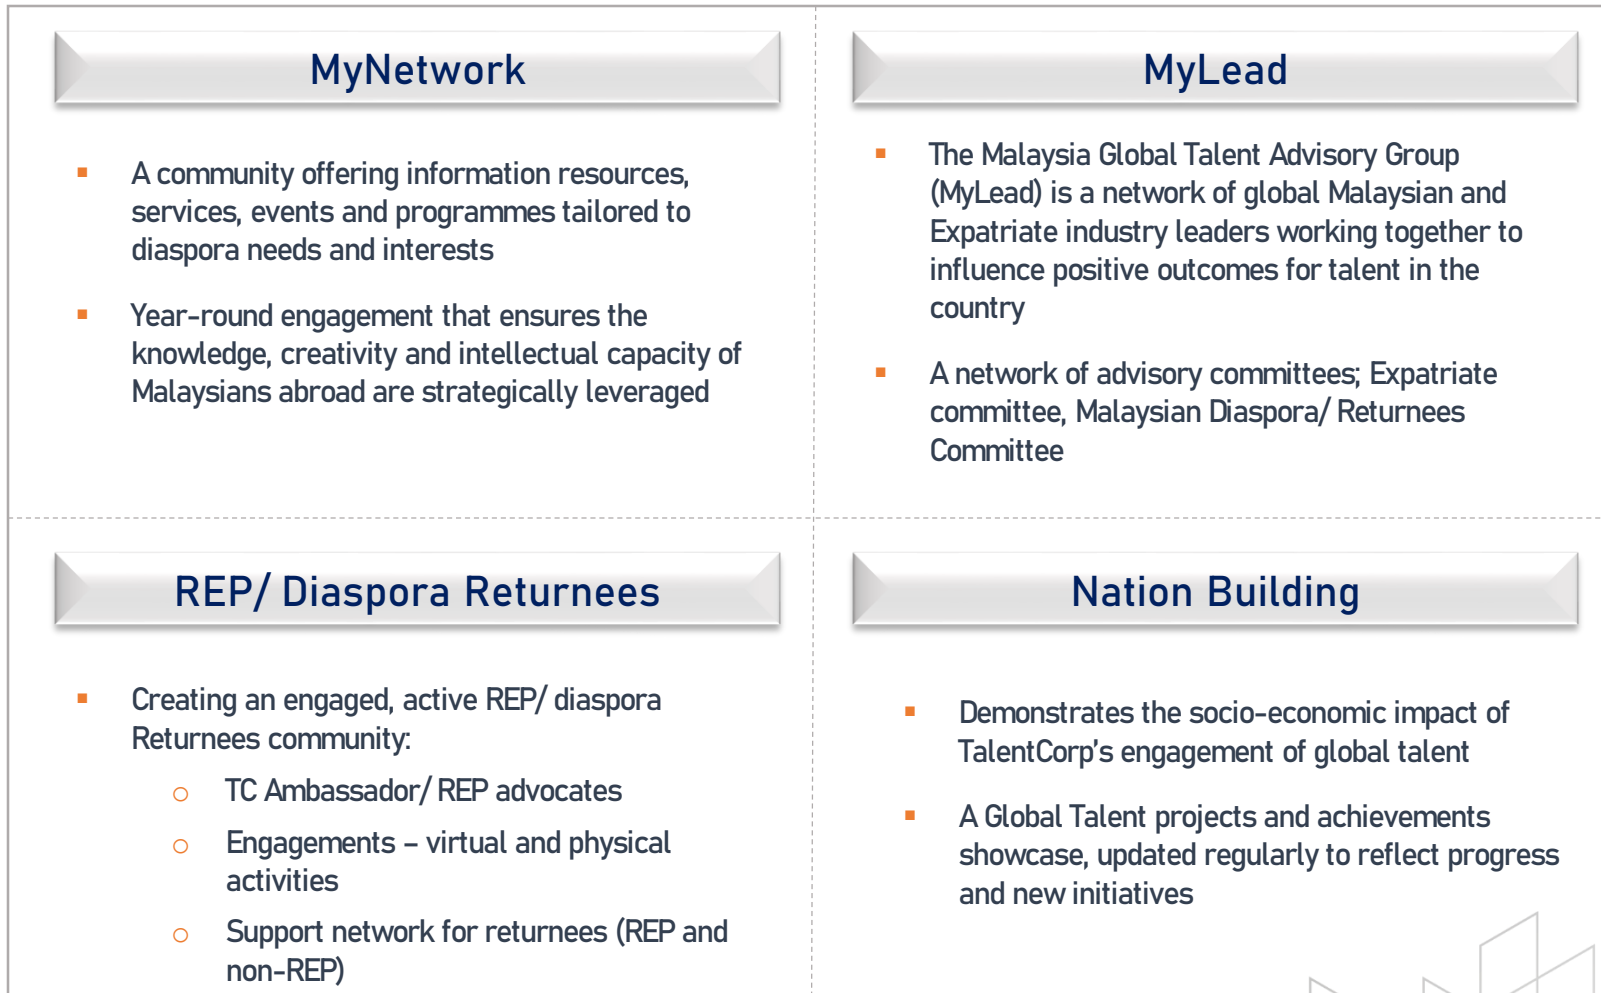 MyNetwork
▪ A community offering information resources,
services, events and programmes tailored to
diaspora needs and interests
▪ Year-round engagement that ensures the
knowledge, creativity and intellectual capacity of
Malaysians abroad are strategically leveraged
MyLead
▪ The Malaysia Global Talent Advisory Group
(MyLead) is a network of global Malaysian and
Expatriate industry leaders working together to
influence positive outcomes for talent in the
country
▪ A network of advisory committees; Expatriate
committee, Malaysian Diaspora/ Returnees
Committee
REP/ Diaspora Returnees
▪ Creating an engaged, active REP/ diaspora
Returnees community:
o TC Ambassador/ REP advocates
o Engagements – virtual and physical
activities
o Support network for returnees (REP and
non-REP)
Nation Building
▪ Demonstrates the socio-economic impact of
TalentCorp's engagement of global talent
▪ A Global Talent projects and achievements
showcase, updated regularly to reflect progress
and new initiatives